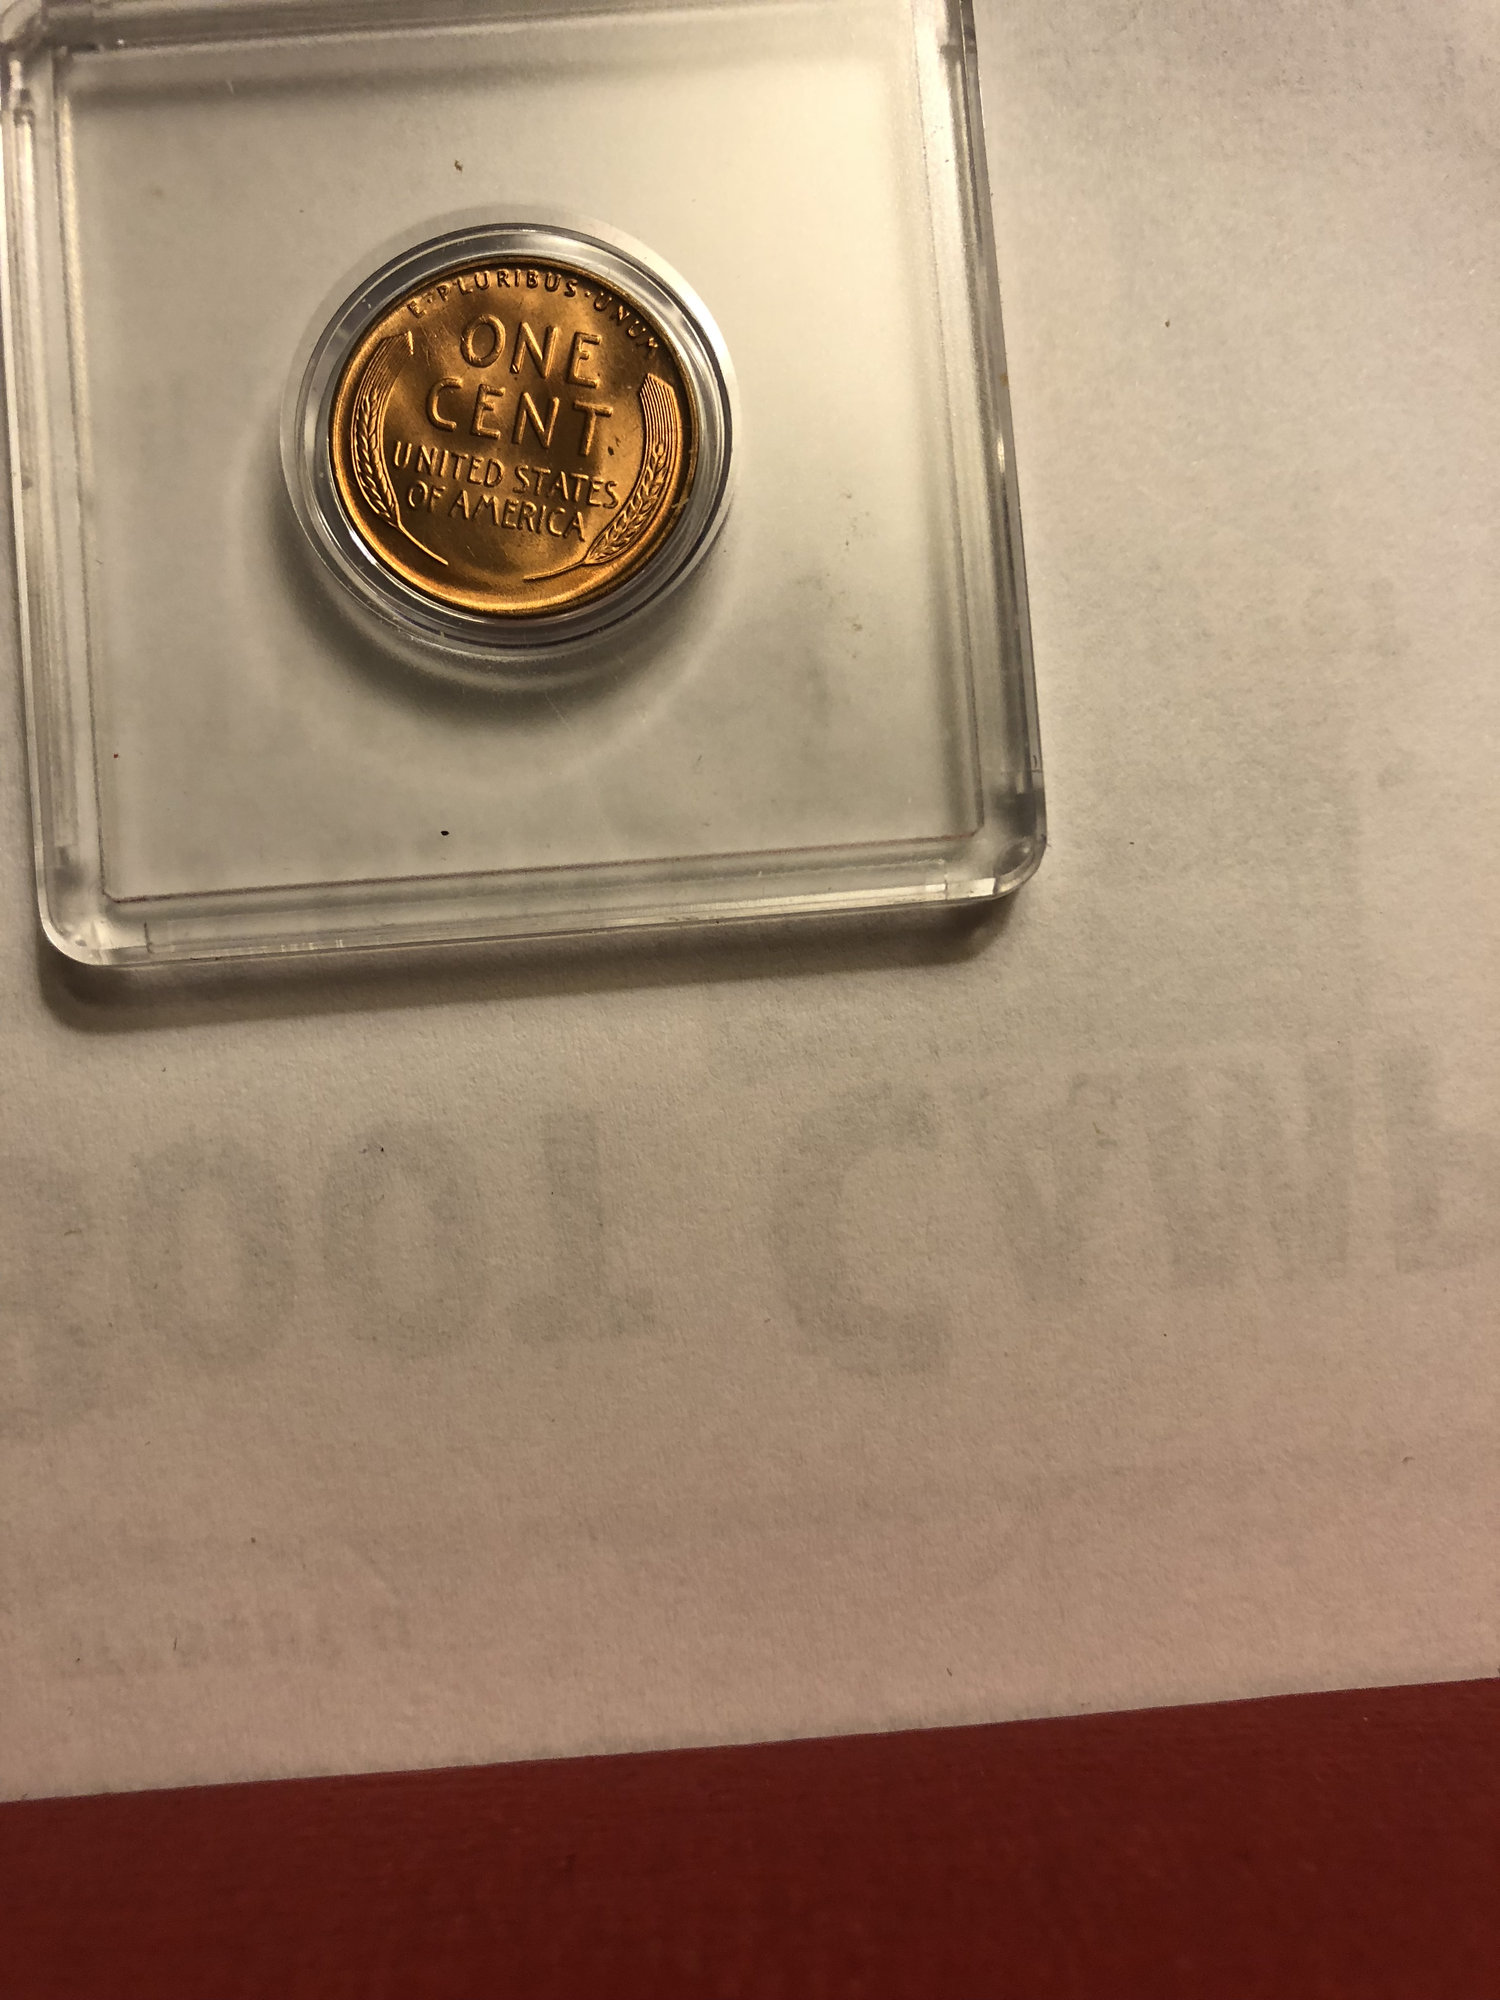 E·PLURIBUS·UNUM
ONE
CENT
UNITED STATES
OF AMERICA